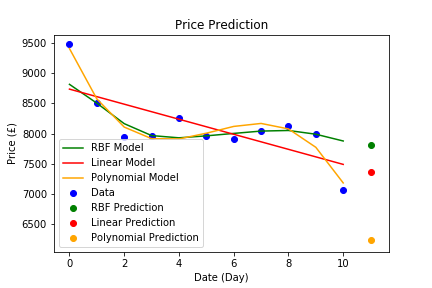 Price Prediction
9500
9000
8500
8000
7500
7000
6500
Price (£)
RBF Model
Linear Model
Polynomial Model
Data
RBF Prediction
Linear Prediction
Polynomial Prediction
0 2 4 6 8 10
Date (Day)